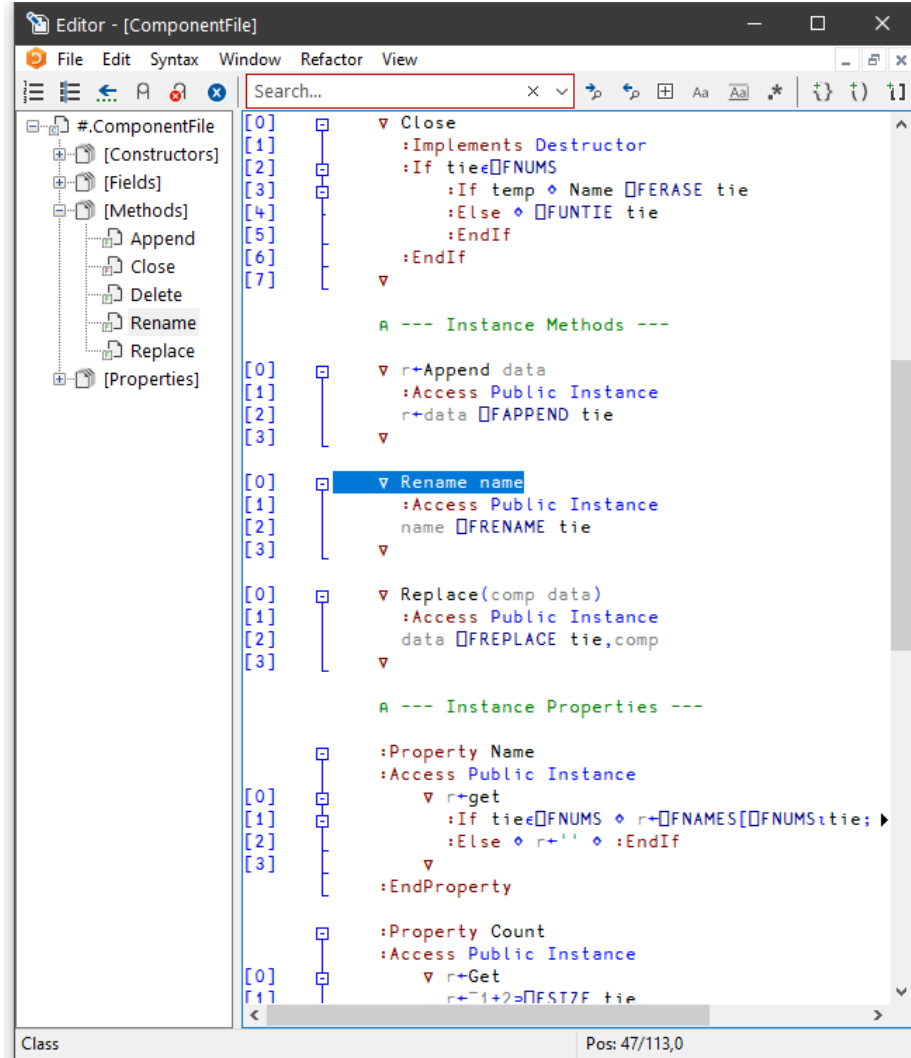 Editor - [ComponentFile]
File Edit Syntax Window Refactor View
Search...
#.ComponentFile
[Constructors]
[Fields]
[Methods]
Append
Close
Delete
Rename
Replace
[Properties]
[0] ∇ Close
[1] :Implements Destructor
[2] :If tie∊⎕FNUMS
[3] :If temp ⋄ Name ⎕FERASE tie
[4] :Else ⋄ ⎕FUNTIE tie
[5] :EndIf
[6] :EndIf
[7] ∇
⍝ --- Instance Methods ---
[0] ∇ r←Append data
[1] :Access Public Instance
[2] r←data ⎕FAPPEND tie
[3] ∇
[0] ∇ Rename name
[1] :Access Public Instance
[2] name ⎕FRENAME tie
[3] ∇
[0] ∇ Replace(comp data)
[1] :Access Public Instance
[2] data ⎕FREPLACE tie,comp
[3] ∇
⍝ --- Instance Properties ---
:Property Name
:Access Public Instance
[0] ∇ r←get
[1] :If tie∊⎕FNUMS ⋄ r←⎕FNAMES[⎕FNUMS⍳tie;
[2] :Else ⋄ r←'' ⋄ :EndIf
[3] ∇
:EndProperty
:Property Count
:Access Public Instance
[0] ∇ r←Get
[1] r←¯1+2⊃⎕FSIZE tie
Class
Pos: 47/113,0